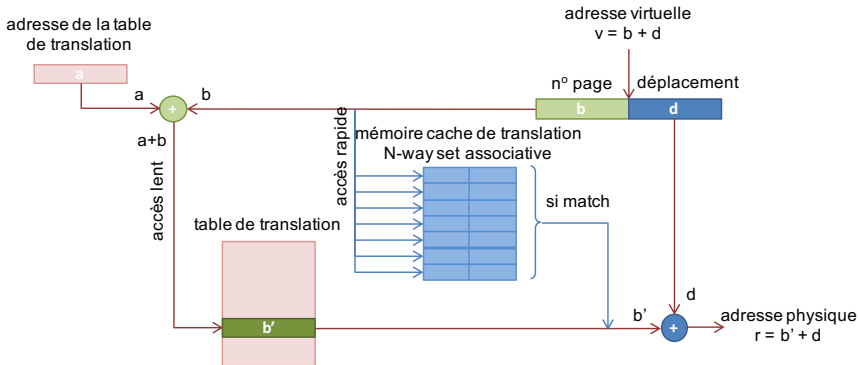 adresse virtuelle
v = b + d
adresse de la table
de translation
a
nº page
déplacement
a
+
b
b
d
a+b
accès lent
accès rapide
mémoire cache de translation
N-way set associative
si match
table de translation
b'
b'
d
+
adresse physique
r = b' + d